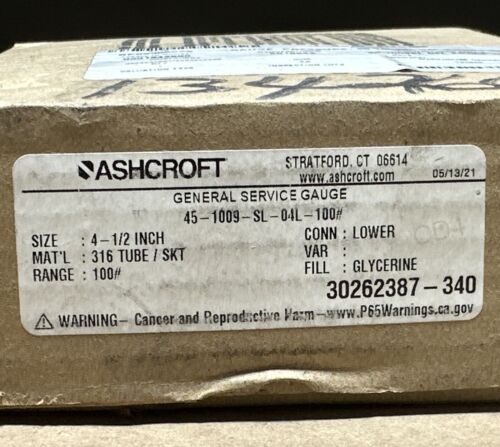 134
ASHCROFT
STRATFORD, CT 06614
www.ashcroft.com 05/13/21
GENERAL SERVICE GAUGE
45-1009-SL-04L-100#
SIZE : 4-1/2 INCH CONN : LOWER
MAT'L : 316 TUBE / SKT VAR :
RANGE : 100# FILL : GLYCERINE
30262387-340
⚠ WARNING- Cancer and Reproductive Harm-www.P65Warnings.ca.gov